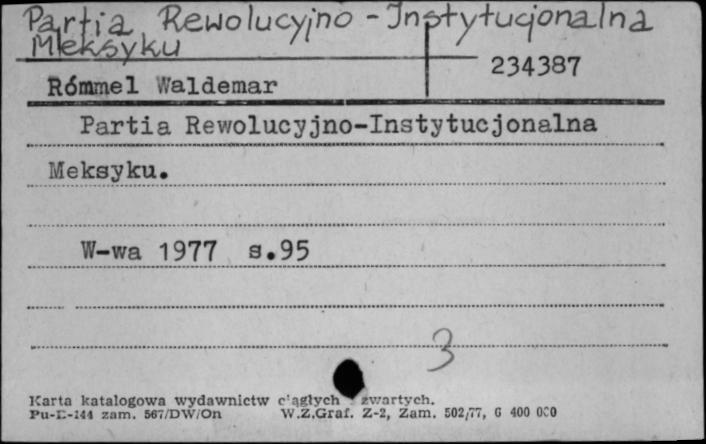 Partia Rewolucyjno-Instytucjonalna
Meksyku
234387
Rómmel Waldemar
Partia Rewolucyjno-Instytucjonalna
Meksyku.
W-wa 1977 s.95
3
Karta katalogowa wydawnictw ciągłych zwartych.
Pu-E-144 zam. 567/DW/On W.Z.Graf. Z-2, Zam. 502/77, G 400 000